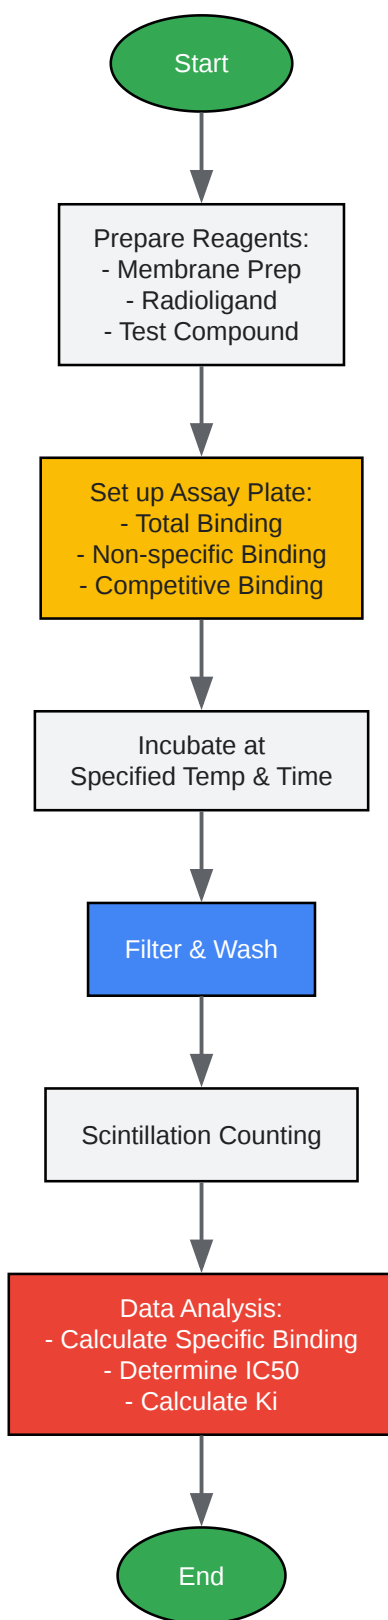 Start
Prepare Reagents:
- Membrane Prep
- Radioligand
- Test Compound
Set up Assay Plate:
- Total Binding
- Non-specific Binding
- Competitive Binding
Incubate at
Specified Temp & Time
Filter & Wash
Scintillation Counting
Data Analysis:
- Calculate Specific Binding
- Determine IC50
- Calculate Ki
End